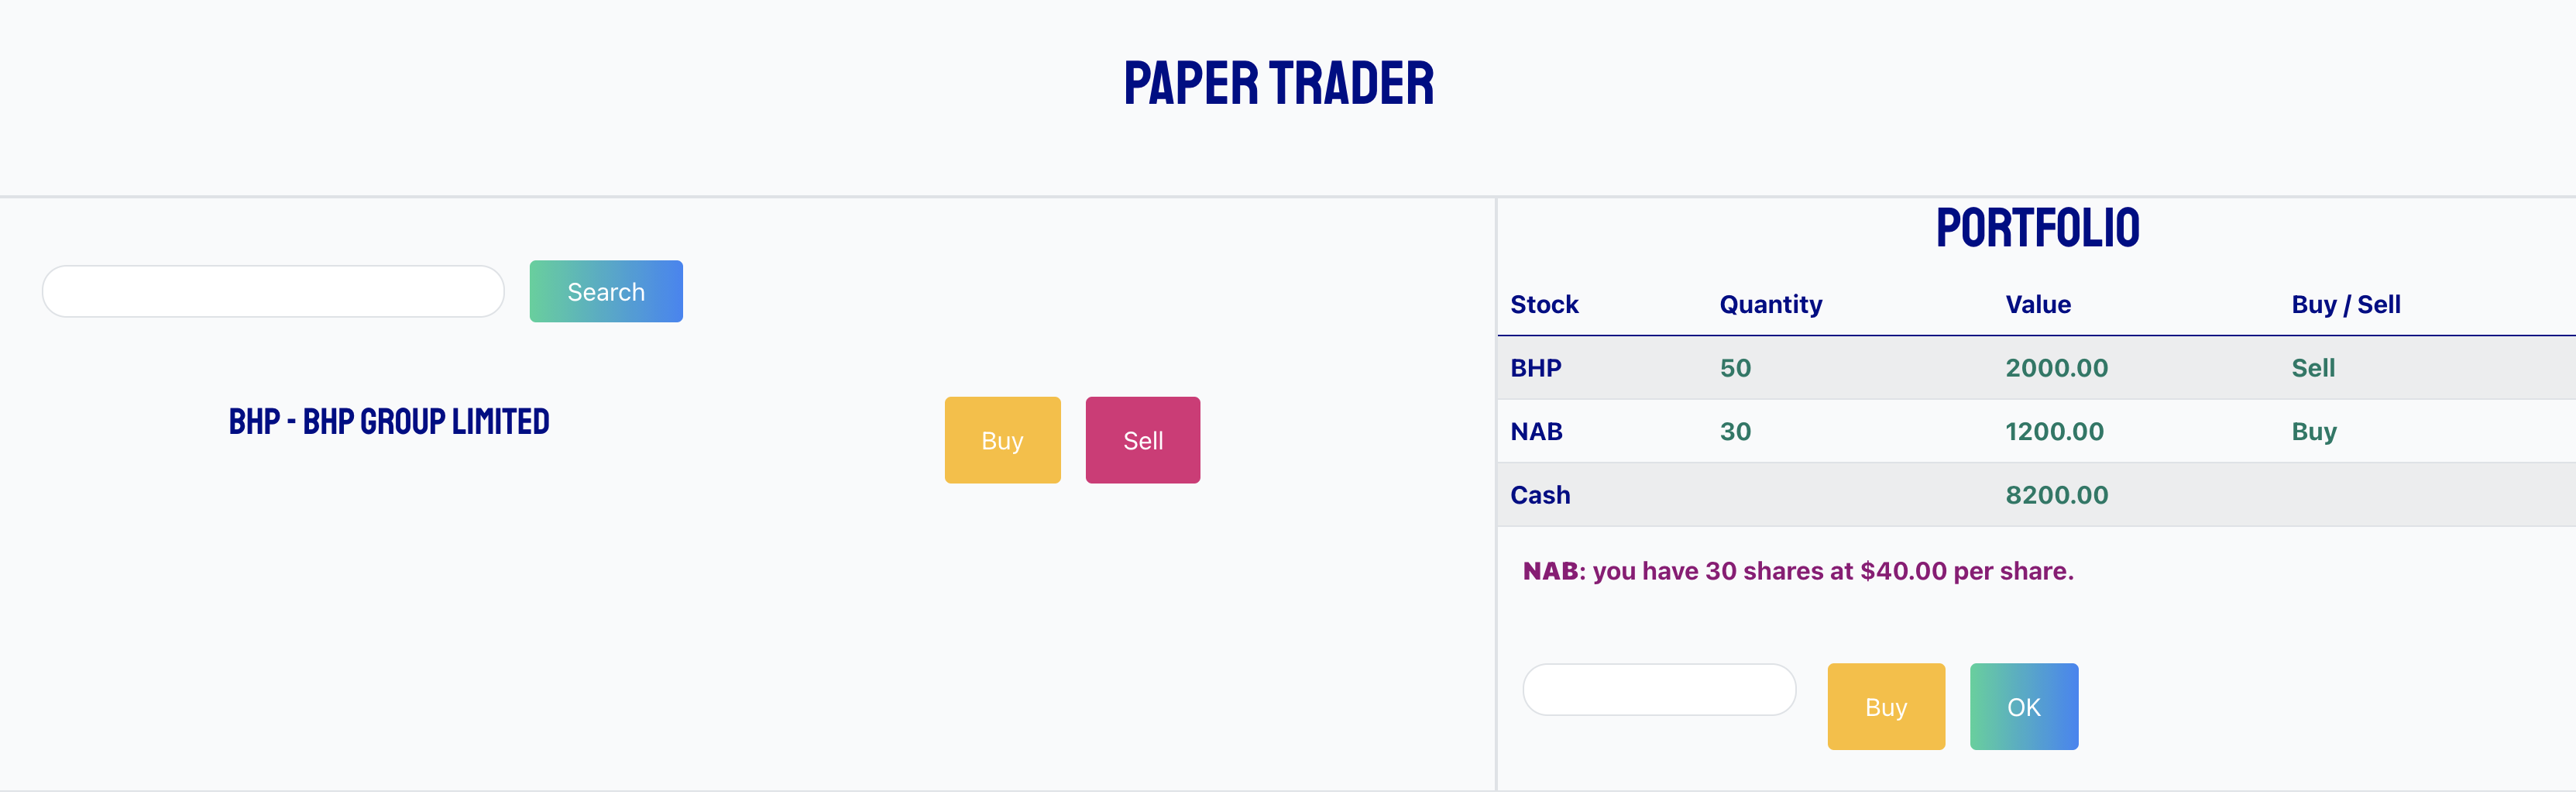 PAPER TRADER
Search
BHP - BHP GROUP LIMITED
Buy Sell
PORTFOLIO
Stock Quantity Value Buy / Sell
BHP 50 2000.00 Sell
NAB 30 1200.00 Buy
Cash 8200.00
NAB: you have 30 shares at $40.00 per share.
Buy OK